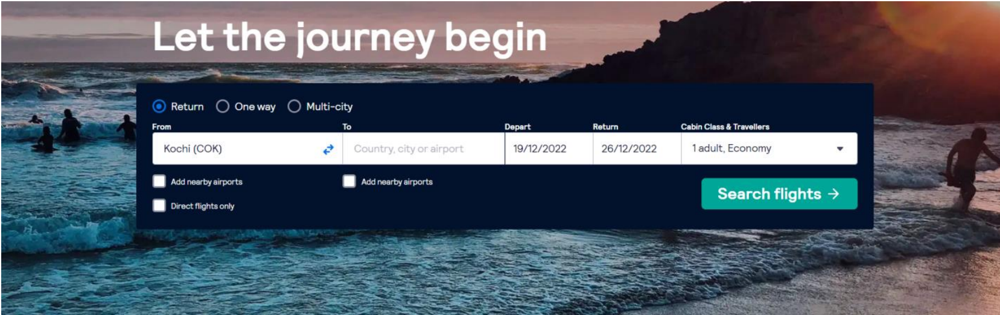 Let the journey begin
Return One way Multi-city
From To Depart Return Cabin Class & Travellers
Kochi (COK) Country, city or airport 19/12/2022 26/12/2022 1 adult, Economy
Add nearby airports Add nearby airports
Search flights →
Direct flights only